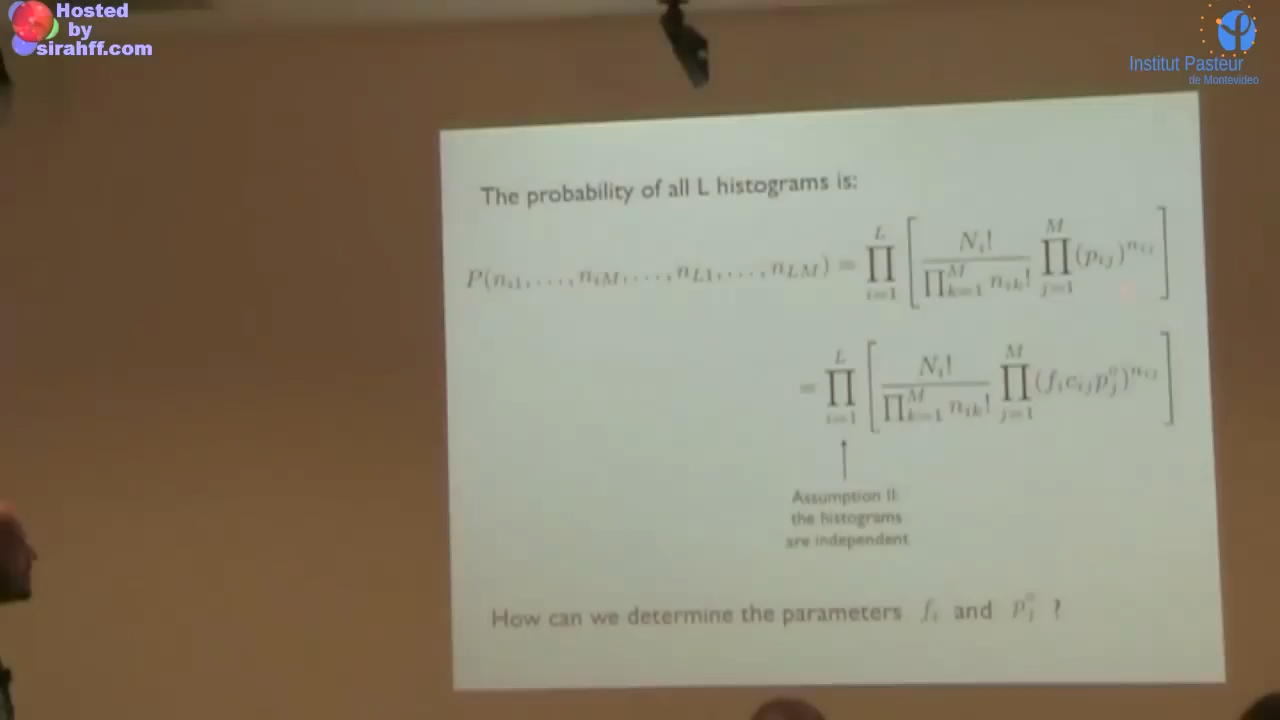 Hosted
by
sirahff.com
Institut Pasteur
de Montevideo
The probability of all L histograms is:
P(n_{i1}, ..., n_{iM}, ..., n_{L1}, ..., n_{LM}) = ∏_{i=1}^{L} [ N_i! / ∏_{k=1}^{M} n_{ik}! ∏_{j=1}^{M} (p_{ij})^{n_{ij}} ]
= ∏_{i=1}^{L} [ N_i! / ∏_{k=1}^{M} n_{ik}! ∏_{j=1}^{M} (f_i c_{ij} p_j^o)^{n_{ij}} ]
Assumption II:
the histograms
are independent
How can we determine the parameters f_i and p_j^o ?